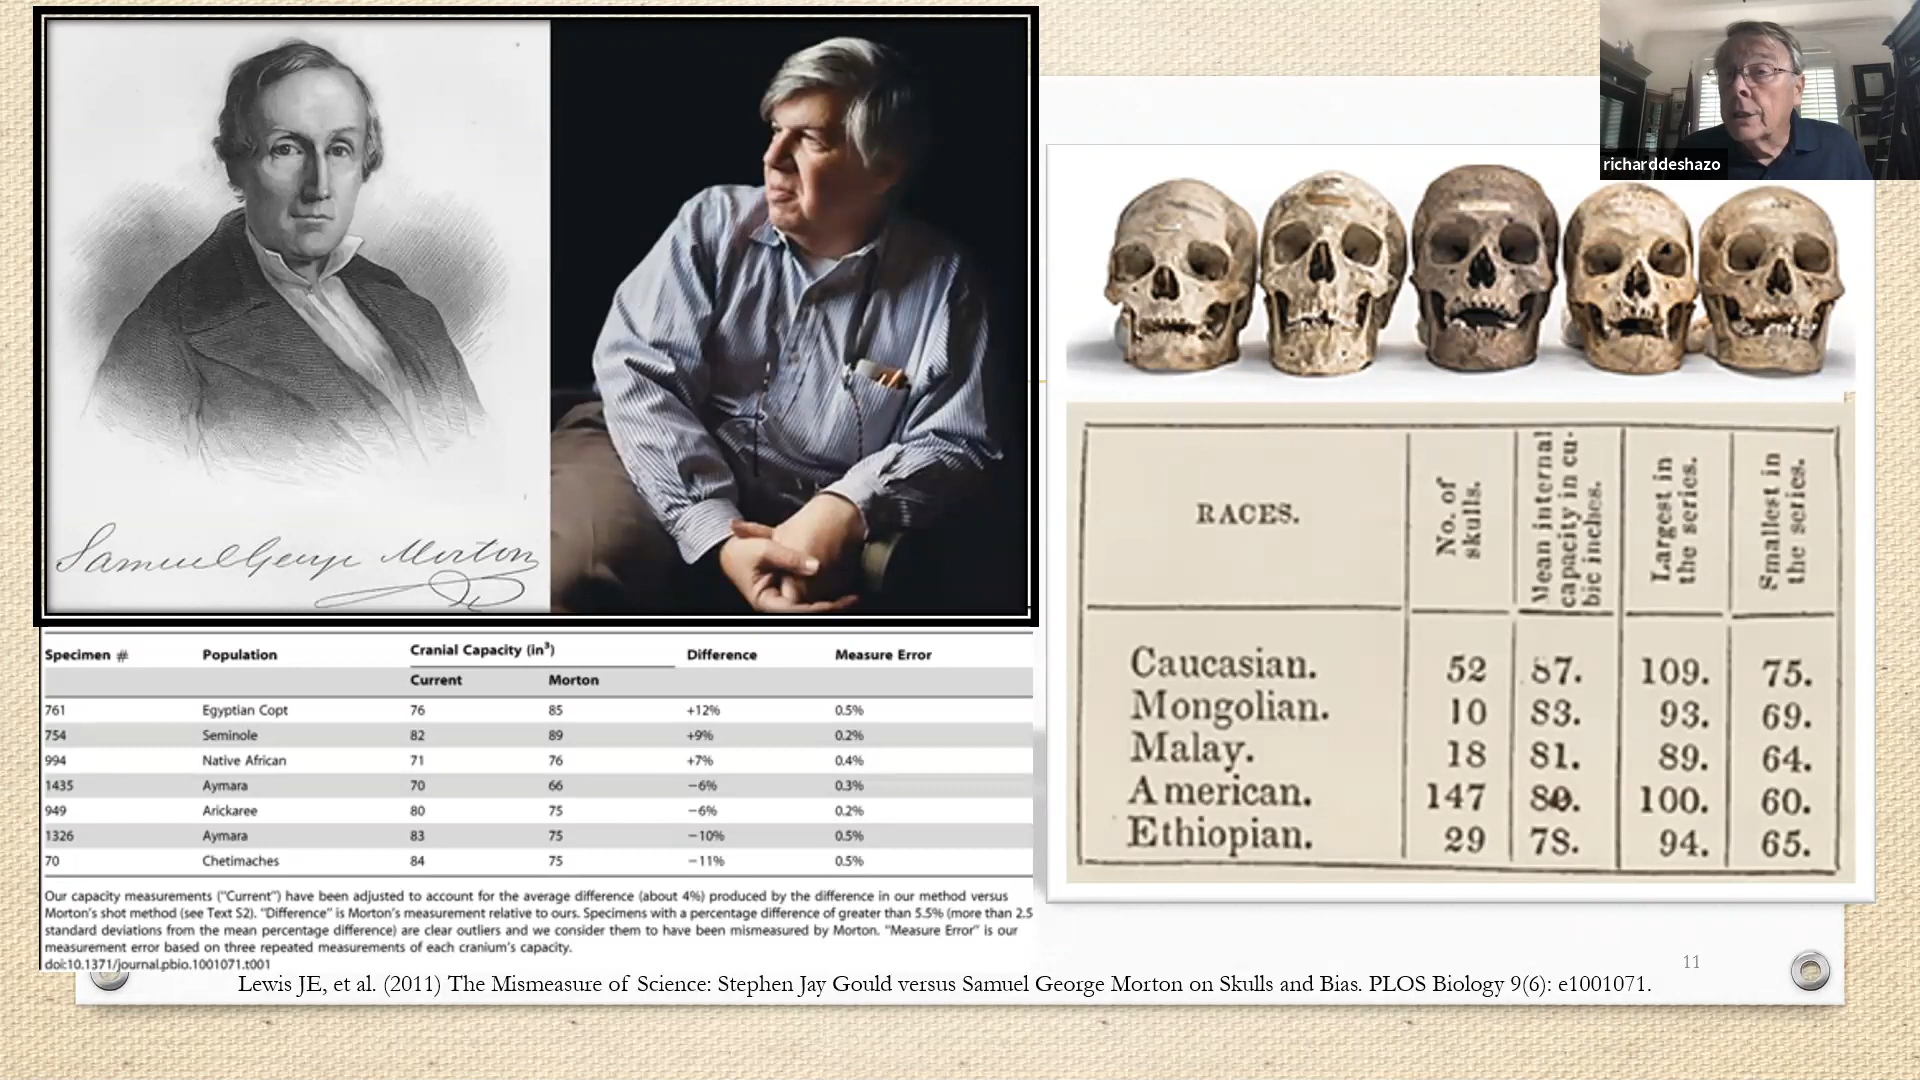 richarddeshazo
Samuel George Morton
Specimen # Population Cranial Capacity (in³) Difference Measure Error
Current Morton
761 Egyptian Copt 76 85 +12% 0.5%
754 Seminole 82 89 +9% 0.2%
994 Native African 71 76 +7% 0.4%
1435 Aymara 70 66 −6% 0.3%
949 Arickaree 80 75 −6% 0.2%
1326 Aymara 83 75 −10% 0.5%
70 Chetimaches 84 75 −11% 0.5%
Our capacity measurements ("Current") have been adjusted to account for the average difference (about 4%) produced by the difference in our method versus
Morton's shot method (see Text S2). "Difference" is Morton's measurement relative to ours. Specimens with a percentage difference of greater than 5.5% (more than 2.5
standard deviations from the mean percentage difference) are clear outliers and we consider them to have been mismeasured by Morton. "Measure Error" is our
measurement error based on three repeated measurements of each cranium's capacity.
doi:10.1371/journal.pbio.1001071.t001
RACES.
No. of
skulls.
Mean internal
capacity in cu-
bic inches.
Largest in
the series.
Smallest in
the series.
Caucasian. 52 87. 109. 75.
Mongolian. 10 83. 93. 69.
Malay. 18 81. 89. 64.
American. 147 80. 100. 60.
Ethiopian. 29 78. 94. 65.
11
Lewis JE, et al. (2011) The Mismeasure of Science: Stephen Jay Gould versus Samuel George Morton on Skulls and Bias. PLOS Biology 9(6): e1001071.